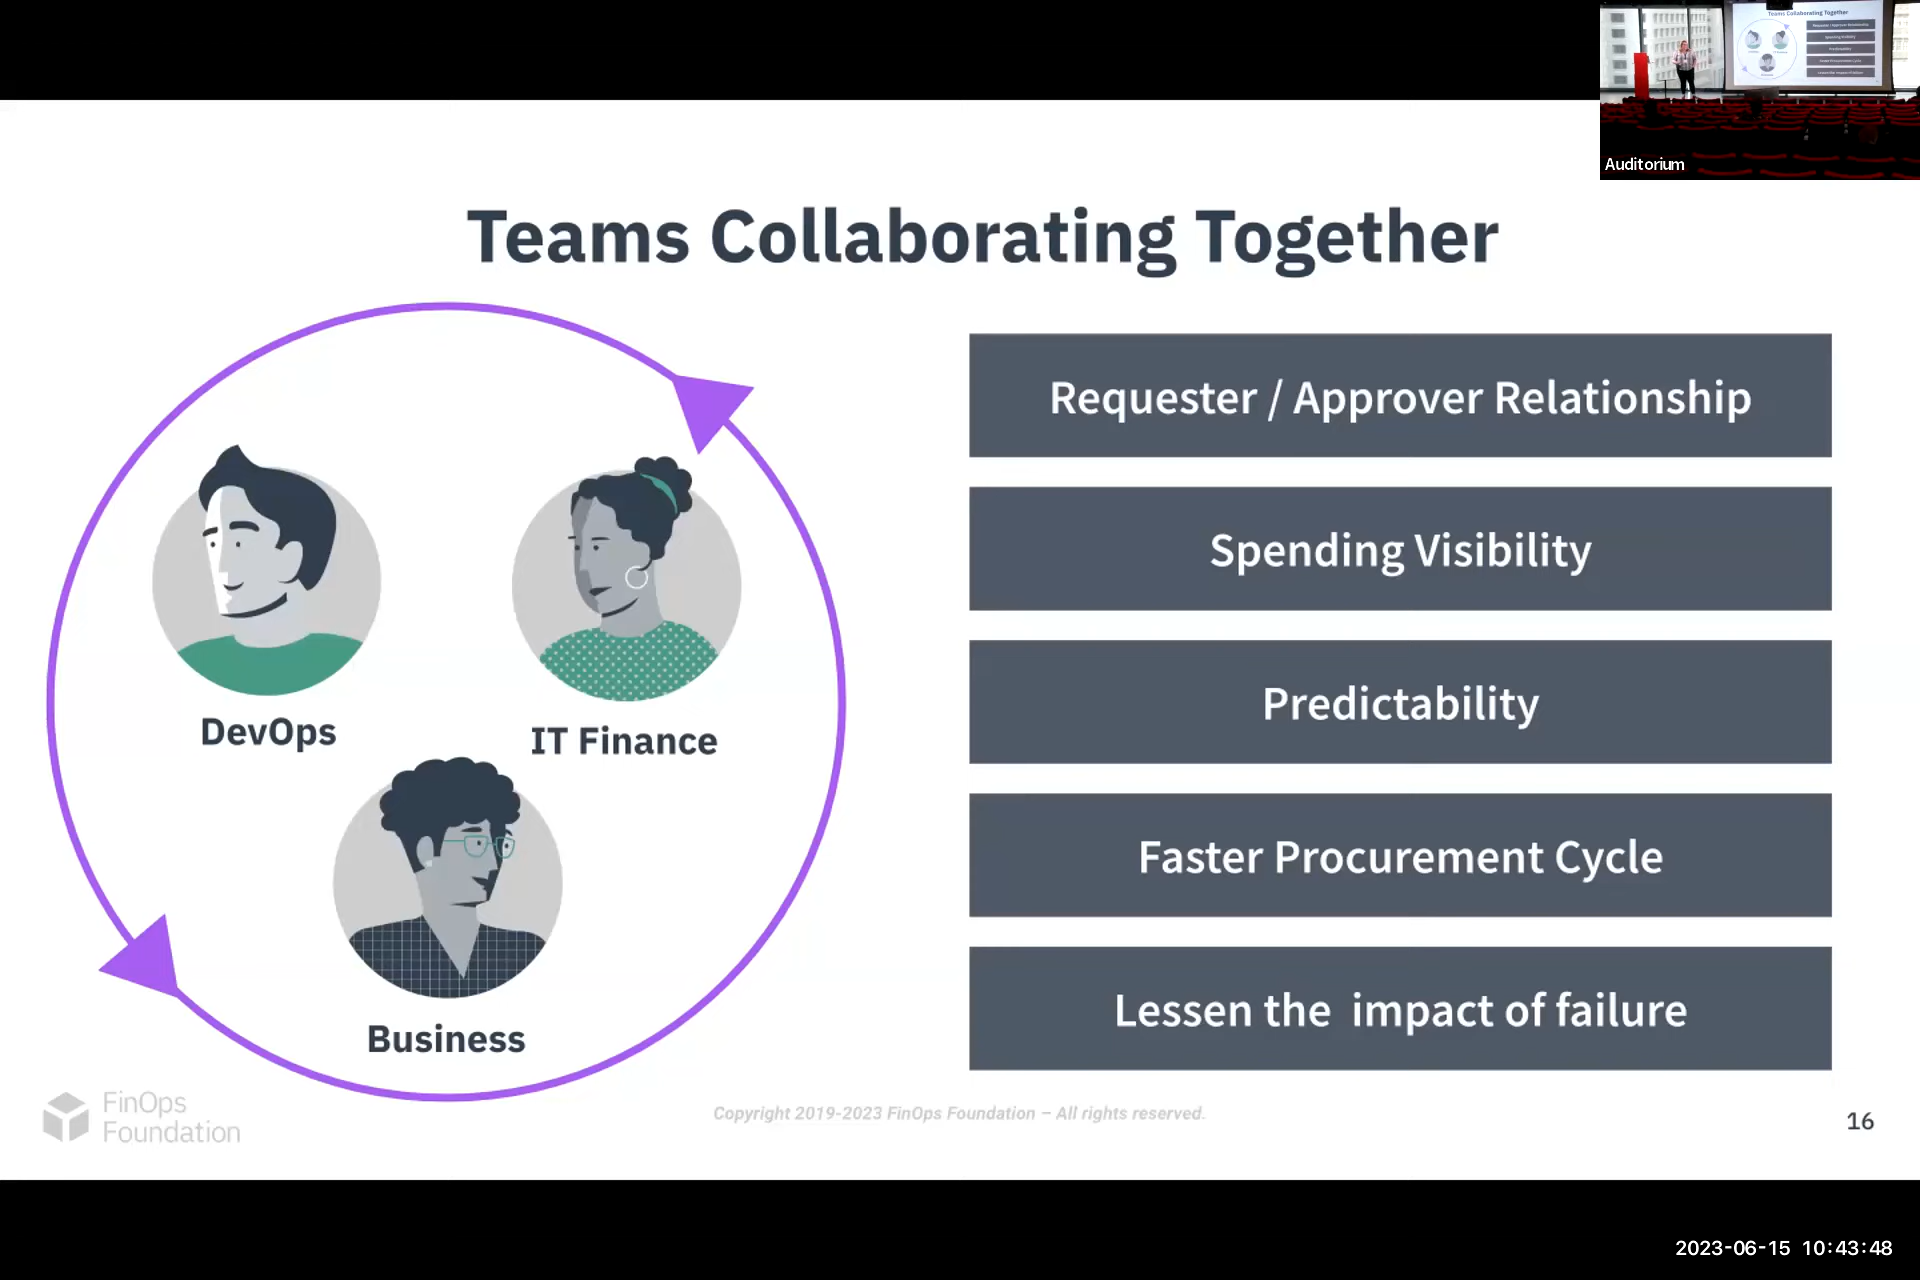 Auditorium
Teams Collaborating Together
DevOps
IT Finance
Business
Requester / Approver Relationship
Spending Visibility
Predictability
Faster Procurement Cycle
Lessen the  impact of failure
FinOps
Foundation
Copyright 2019-2023 FinOps Foundation – All rights reserved.
16
2023-06-15 10:43:48